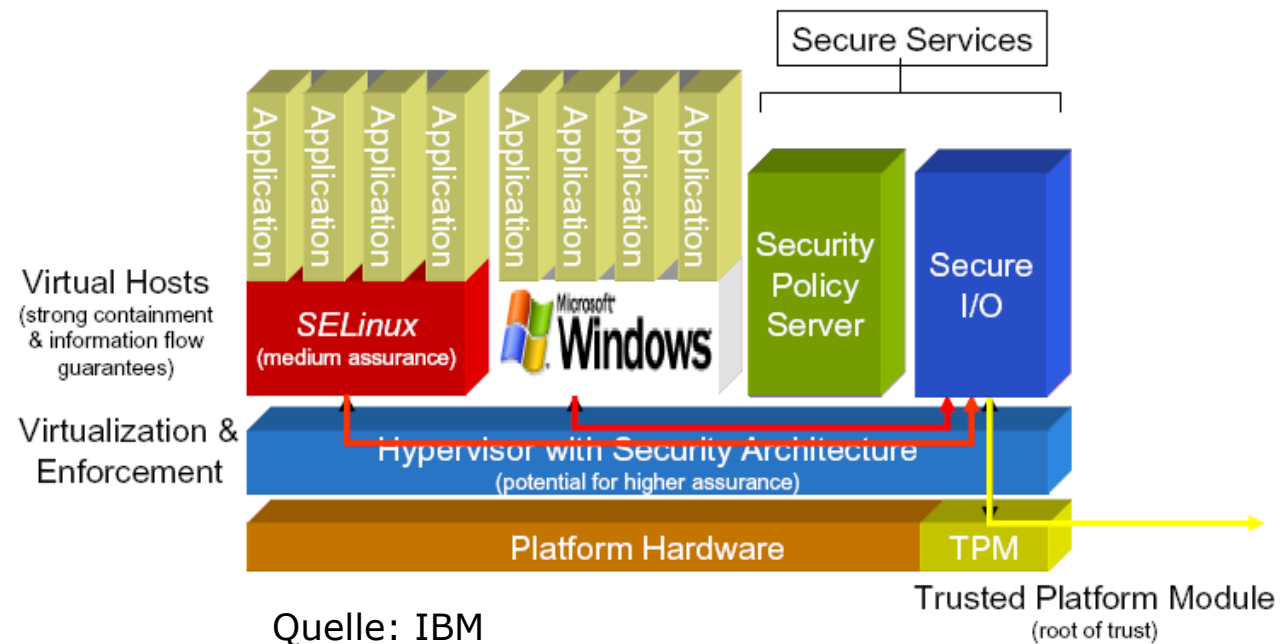 Secure Services
Application
Application
Application
Application
Application
Application
Application
Application
Virtual Hosts
(strong containment
& information flow
guarantees)
SELinux
(medium assurance)
Microsoft
Windows
Security
Policy
Server
Secure
I/O
Virtualization &
Enforcement
Hypervisor with Security Architecture
(potential for higher assurance)
Platform Hardware
TPM
Trusted Platform Module
(root of trust)
Quelle: IBM